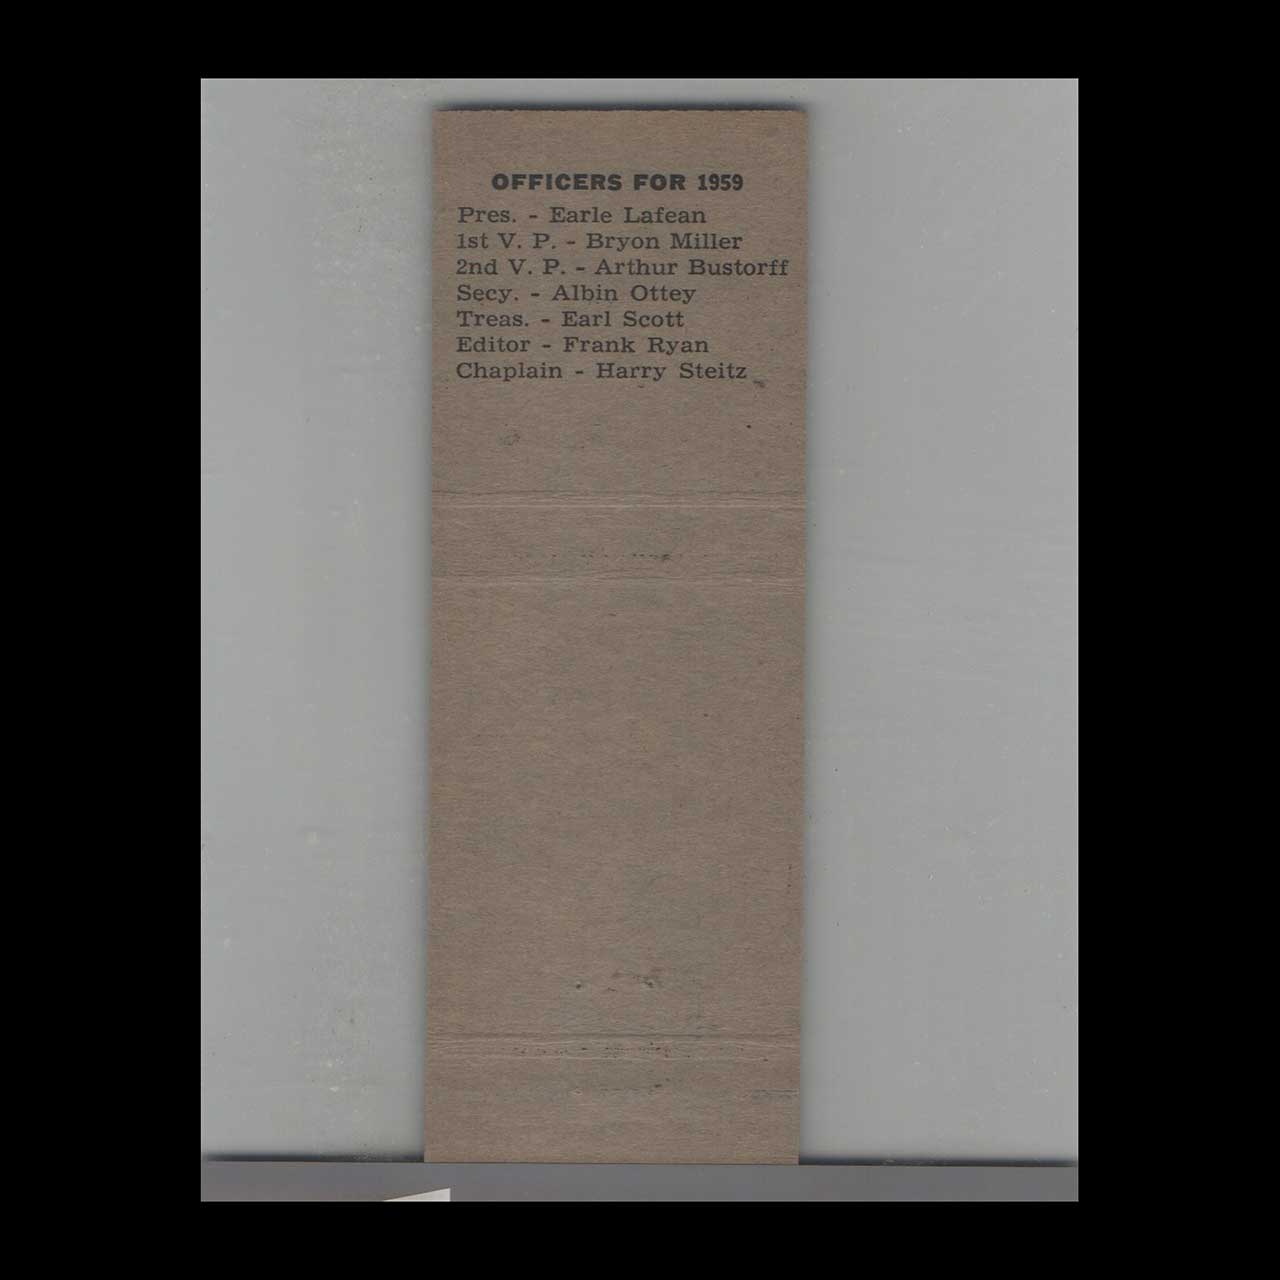 OFFICERS FOR 1959
Pres. - Earle Lafean
1st V. P. - Bryon Miller
2nd V. P. - Arthur Bustorff
Secy. - Albin Ottey
Treas. - Earl Scott
Editor - Frank Ryan
Chaplain - Harry Steitz